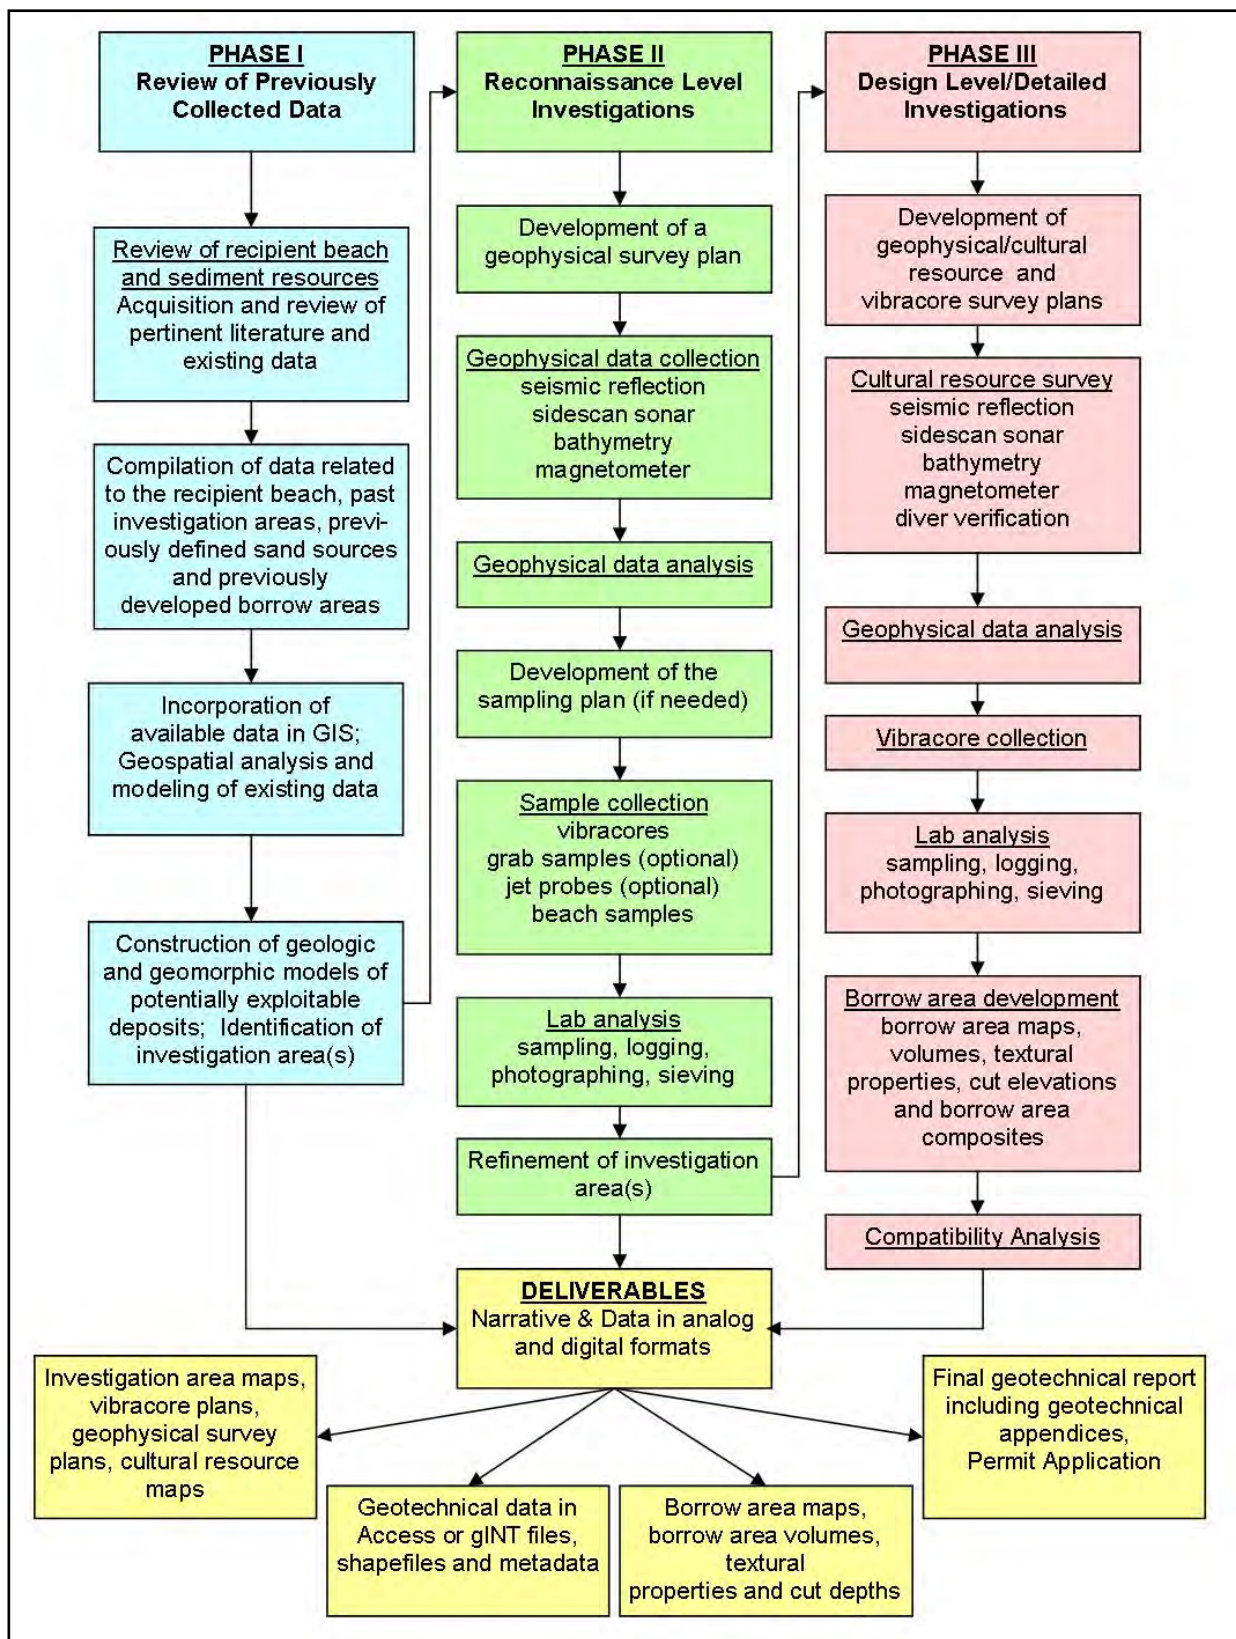 PHASE I
Review of Previously
Collected Data
Review of recipient beach
and sediment resources
Acquisition and review of
pertinent literature and
existing data
Compilation of data related
to the recipient beach, past
investigation areas, previ-
ously defined sand sources
and previously
developed borrow areas
Incorporation of
available data in GIS;
Geospatial analysis and
modeling of existing data
Construction of geologic
and geomorphic models of
potentially exploitable
deposits; Identification of
investigation area(s)
PHASE II
Reconnaissance Level
Investigations
Development of a
geophysical survey plan
Geophysical data collection
seismic reflection
sidescan sonar
bathymetry
magnetometer
Geophysical data analysis
Development of the
sampling plan (if needed)
Sample collection
vibracores
grab samples (optional)
jet probes (optional)
beach samples
Lab analysis
sampling, logging,
photographing, sieving
Refinement of investigation
area(s)
PHASE III
Design Level/Detailed
Investigations
Development of
geophysical/cultural
resource and
vibracore survey plans
Cultural resource survey
seismic reflection
sidescan sonar
bathymetry
magnetometer
diver verification
Geophysical data analysis
Vibracore collection
Lab analysis
sampling, logging,
photographing, sieving
Borrow area development
borrow area maps,
volumes, textural
properties, cut elevations
and borrow area
composites
Compatibility Analysis
DELIVERABLES
Narrative & Data in analog
and digital formats
Investigation area maps,
vibracore plans,
geophysical survey
plans, cultural resource
maps
Geotechnical data in
Access or gINT files,
shapefiles and metadata
Borrow area maps,
borrow area volumes,
textural
properties and cut depths
Final geotechnical report
including geotechnical
appendices,
Permit Application